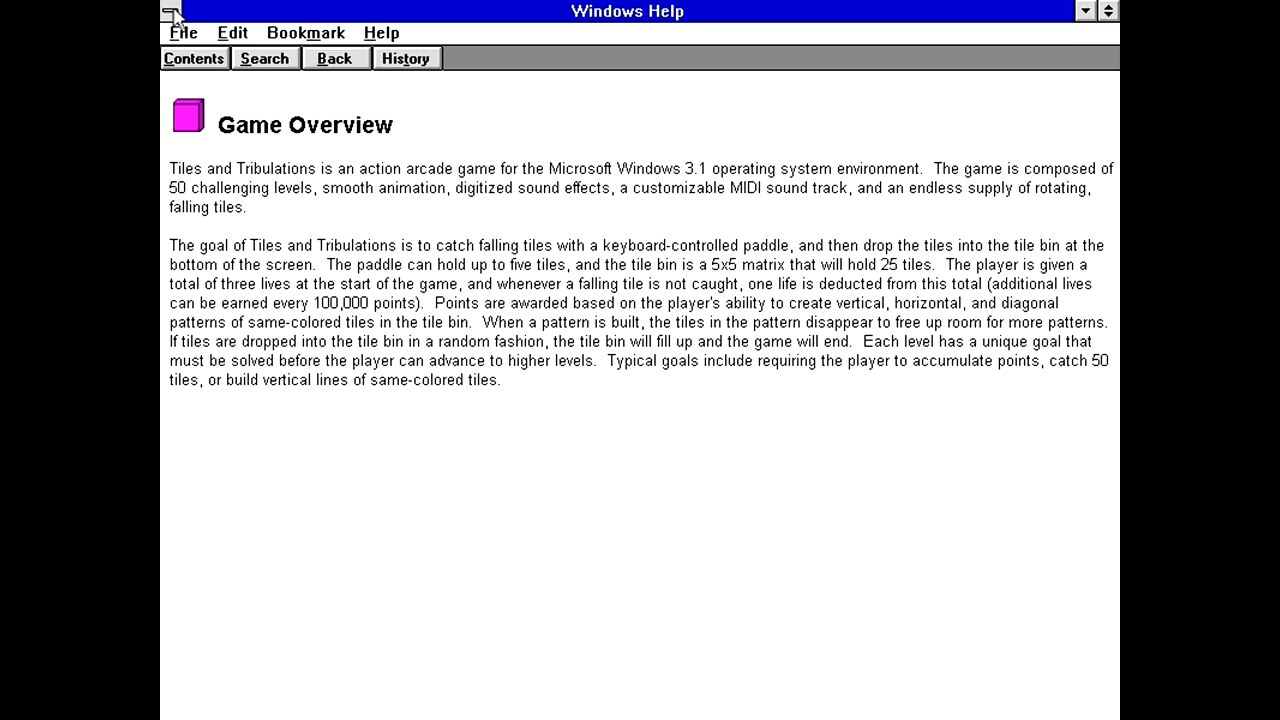 Windows Help
File Edit Bookmark Help
Contents Search Back History
Game Overview
Tiles and Tribulations is an action arcade game for the Microsoft Windows 3.1 operating system environment.  The game is composed of
50 challenging levels, smooth animation, digitized sound effects, a customizable MIDI sound track, and an endless supply of rotating,
falling tiles.
The goal of Tiles and Tribulations is to catch falling tiles with a keyboard-controlled paddle, and then drop the tiles into the tile bin at the
bottom of the screen.  The paddle can hold up to five tiles, and the tile bin is a 5x5 matrix that will hold 25 tiles.  The player is given a
total of three lives at the start of the game, and whenever a falling tile is not caught, one life is deducted from this total (additional lives
can be earned every 100,000 points).  Points are awarded based on the player's ability to create vertical, horizontal, and diagonal
patterns of same-colored tiles in the tile bin.  When a pattern is built, the tiles in the pattern disappear to free up room for more patterns.
If tiles are dropped into the tile bin in a random fashion, the tile bin will fill up and the game will end.  Each level has a unique goal that
must be solved before the player can advance to higher levels.  Typical goals include requiring the player to accumulate points, catch 50
tiles, or build vertical lines of same-colored tiles.